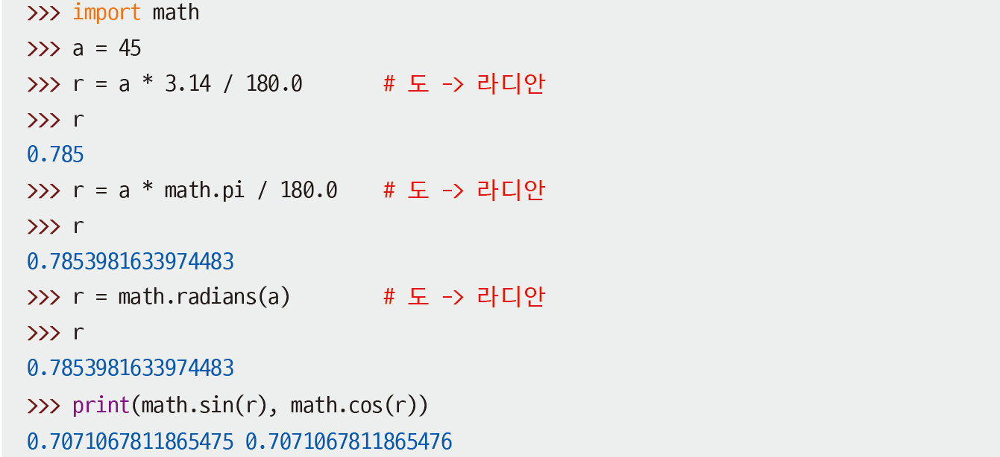 >>> import math
>>> a = 45
>>> r = a * 3.14 / 180.0 # 도 -> 라디안
>>> r
0.785
>>> r = a * math.pi / 180.0 # 도 -> 라디안
>>> r
0.7853981633974483
>>> r = math.radians(a) # 도 -> 라디안
>>> r
0.7853981633974483
>>> print(math.sin(r), math.cos(r))
0.7071067811865475 0.7071067811865476